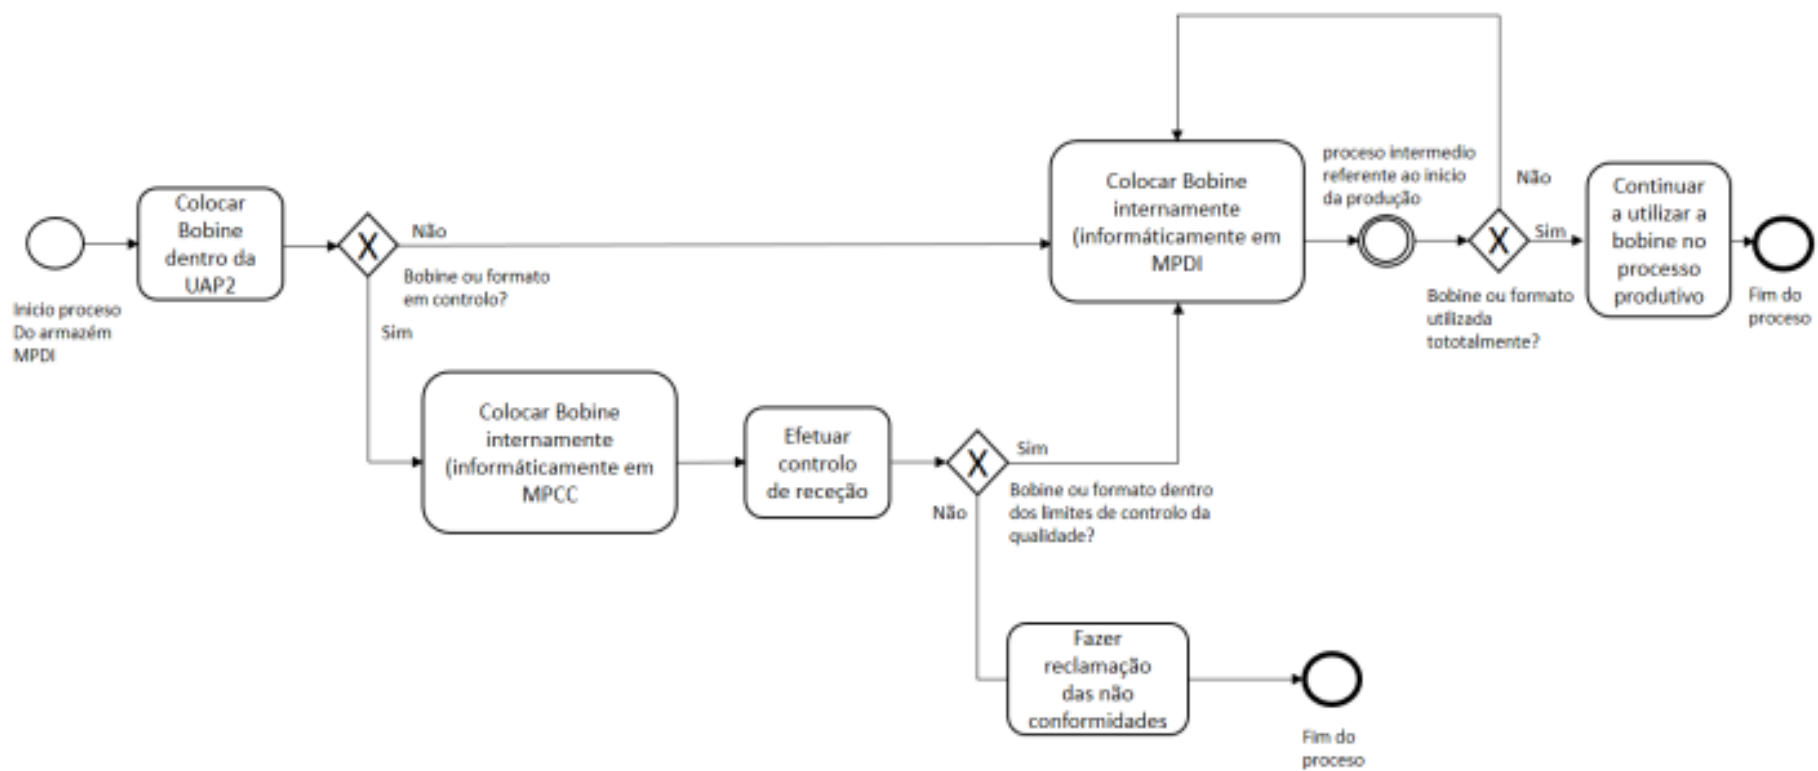 Inicio proceso
Do armazém
MPDI
Colocar
Bobine
dentro da
UAP2
X
Não
Bobine ou formato
em controlo?
Sim
Colocar Bobine
internamente
(informáticamente em
MPCC
Efetuar
controlo
de receção
X
Sim
Bobine ou formato dentro
dos limites de controlo da
qualidade?
Não
Fazer
reclamação
das não
conformidades
Fim do
proceso
Colocar Bobine
internamente
(informáticamente em
MPDI
proceso intermedio
referente ao inicio
da produção
X
Não
Sim
Bobine ou formato
utilizada
tototalmente?
Continuar
a utilizar a
bobine no
processo
produtivo
Fim do
proceso